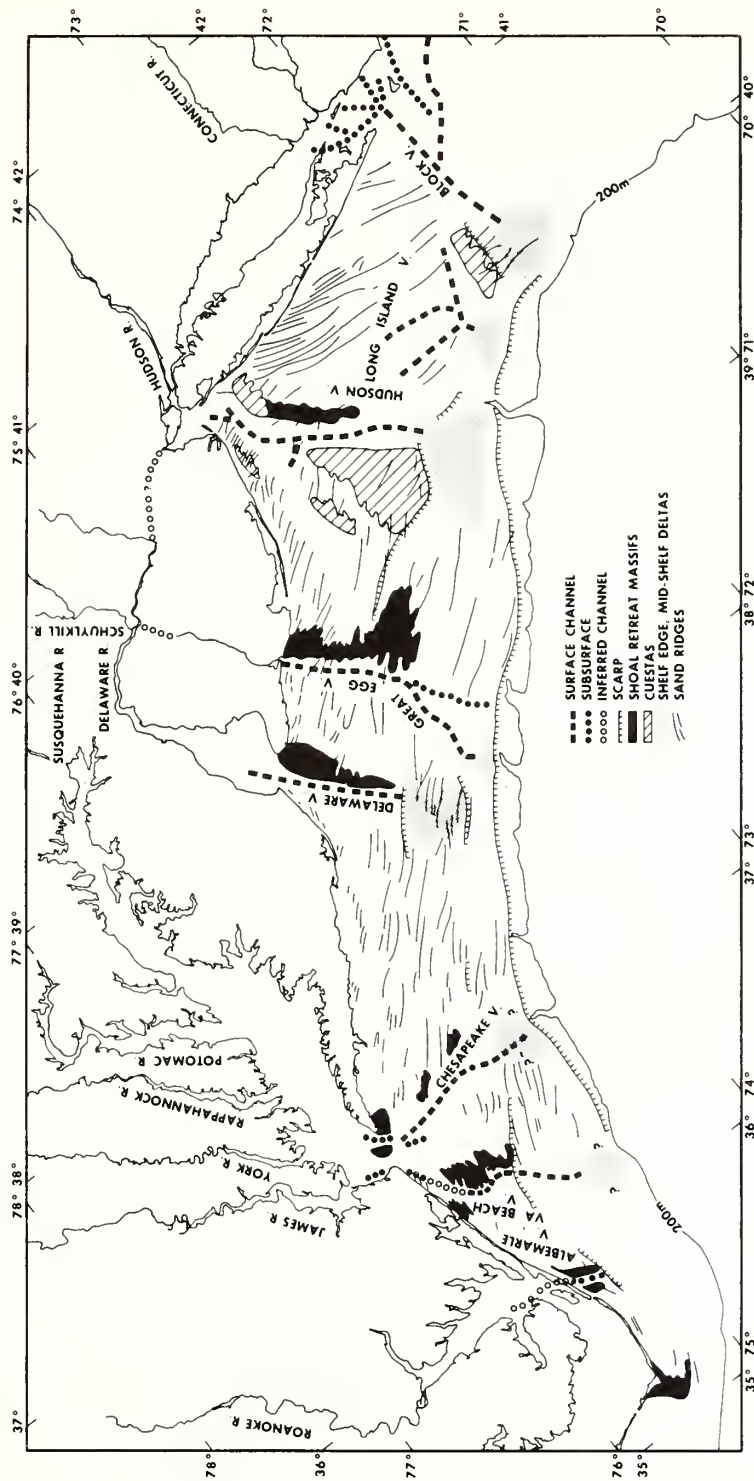 77° 39°
76° 40°
75° 41°
74° 42°
73°
42°
72°
71°
41°
70°
40°
70°
39° 71°
38° 72°
37° 73°
36° 74°
35° 75°
37°
78°
36°
77°
76°
35°
78° 38°
CONNECTICUT R.
HUDSON R.
SCHUYLKILL R.
SUSQUEHANNA R
DELAWARE R.
POTOMAC R
RAPPAHANNOCK R.
YORK R.
JAMES R.
ROANOKE R.
BLOCK V.
LONG ISLAND V.
HUDSON V
GREAT EGG V
DELAWARE V
CHESAPEAKE V.
VA BEACH V
ALBEMARLE V
200m
200m
?
?
?
?
?
SURFACE CHANNEL
SUBSURFACE
INFERRED CHANNEL
SCARP
SHOAL RETREAT MASSIFS
CUESTAS
SHELF EDGE, MID-SHELF DELTAS
SAND RIDGES